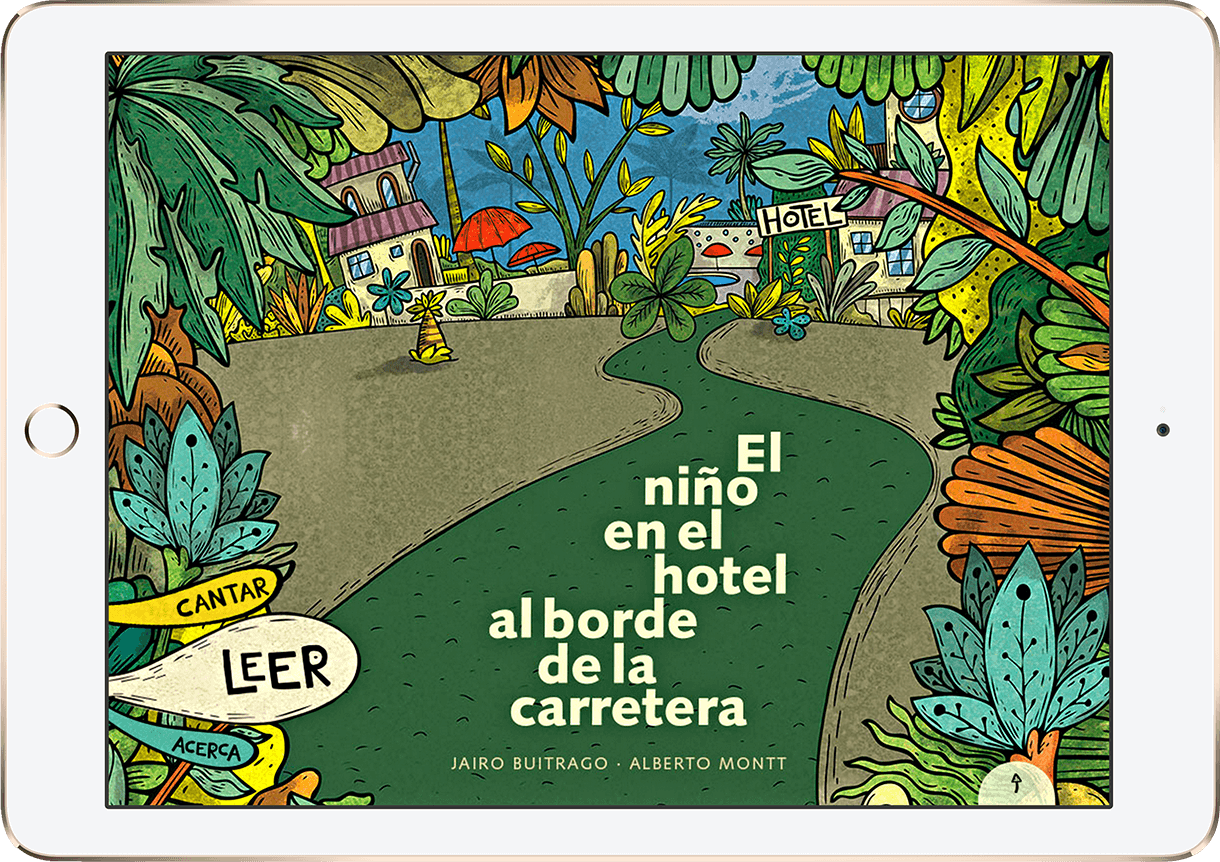 HOTEL
El
niño
en el
hotel
al borde
de la
carretera
JAIRO BUITRAGO · ALBERTO MONTT
CANTAR
LEER
ACERCA